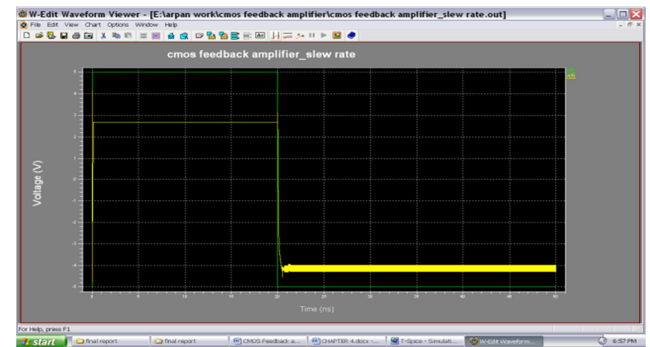 W-Edit Waveform Viewer - [E:\arpan work\cmos feedback amplifier\cmos feedback amplifier_slew rate.out]
File Edit View Chart Options Window Help
cmos feedback amplifier_slew rate
Voltage (V)
Time (ns)
For Help, press F1
start
final report
final report
CMOS Feedback a...
CHAPTER 4.docx -...
T-Spice - Simulati...
W-Edit Waveform...
6:57 PM